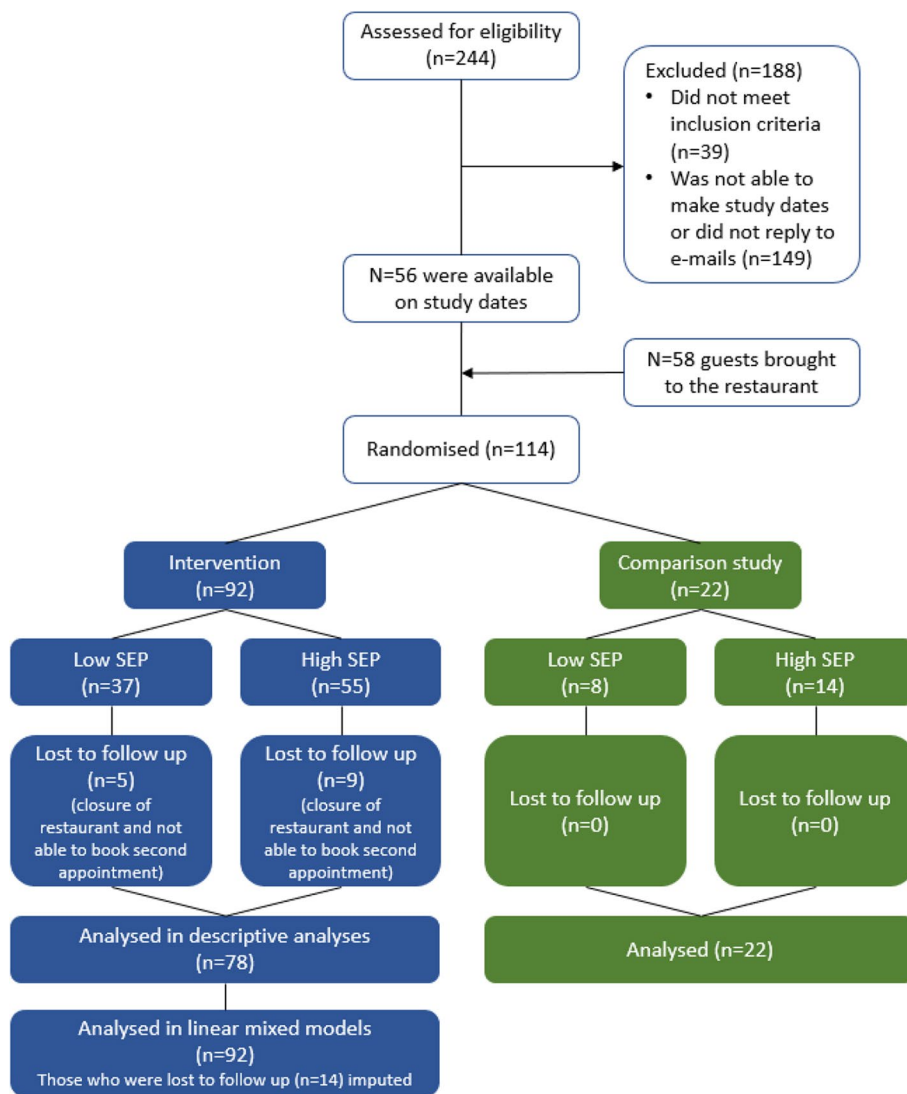 Assessed for eligibility
(n=244)
Excluded (n=188)
• Did not meet
inclusion criteria
(n=39)
• Was not able to
make study dates
or did not reply to
e-mails (n=149)
N=56 were available
on study dates
N=58 guests brought
to the restaurant
Randomised (n=114)
Intervention
(n=92)
Comparison study
(n=22)
Low SEP
(n=37)
High SEP
(n=55)
Low SEP
(n=8)
High SEP
(n=14)
Lost to follow up
(n=5)
(closure of
restaurant and not
able to book second
appointment)
Lost to follow up
(n=9)
(closure of
restaurant and not
able to book second
appointment)
Lost to follow up
(n=0)
Lost to follow up
(n=0)
Analysed in descriptive analyses
(n=78)
Analysed (n=22)
Analysed in linear mixed models
(n=92)
Those who were lost to follow up (n=14) imputed